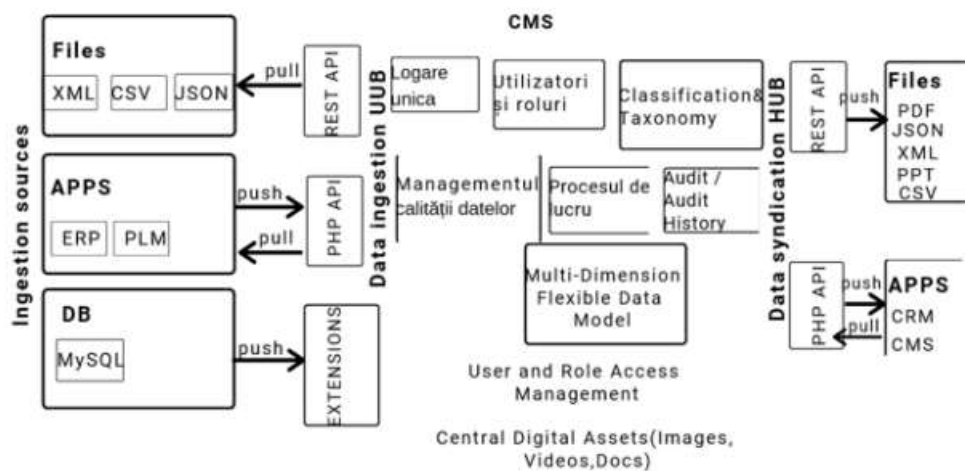 CMS
Ingestion sources
Files
XML
CSV
JSON
pull
REST API
APPS
ERP
PLM
push
pull
PHP API
DB
MySQL
push
EXTENSIONS
Data ingestion UUB
Logare
unica
Utilizatori
și roluri
Classification&
Taxonomy
Managementul
calității datelor
Procesul de
lucru
Audit /
Audit
History
Multi-Dimension
Flexible Data
Model
User and Role Access
Management
Central Digital Assets(Images,
Videos,Docs)
Data syndication HUB
REST API
push
Files
PDF
JSON
XML
PPT
CSV
PHP API
push
pull
APPS
CRM
CMS